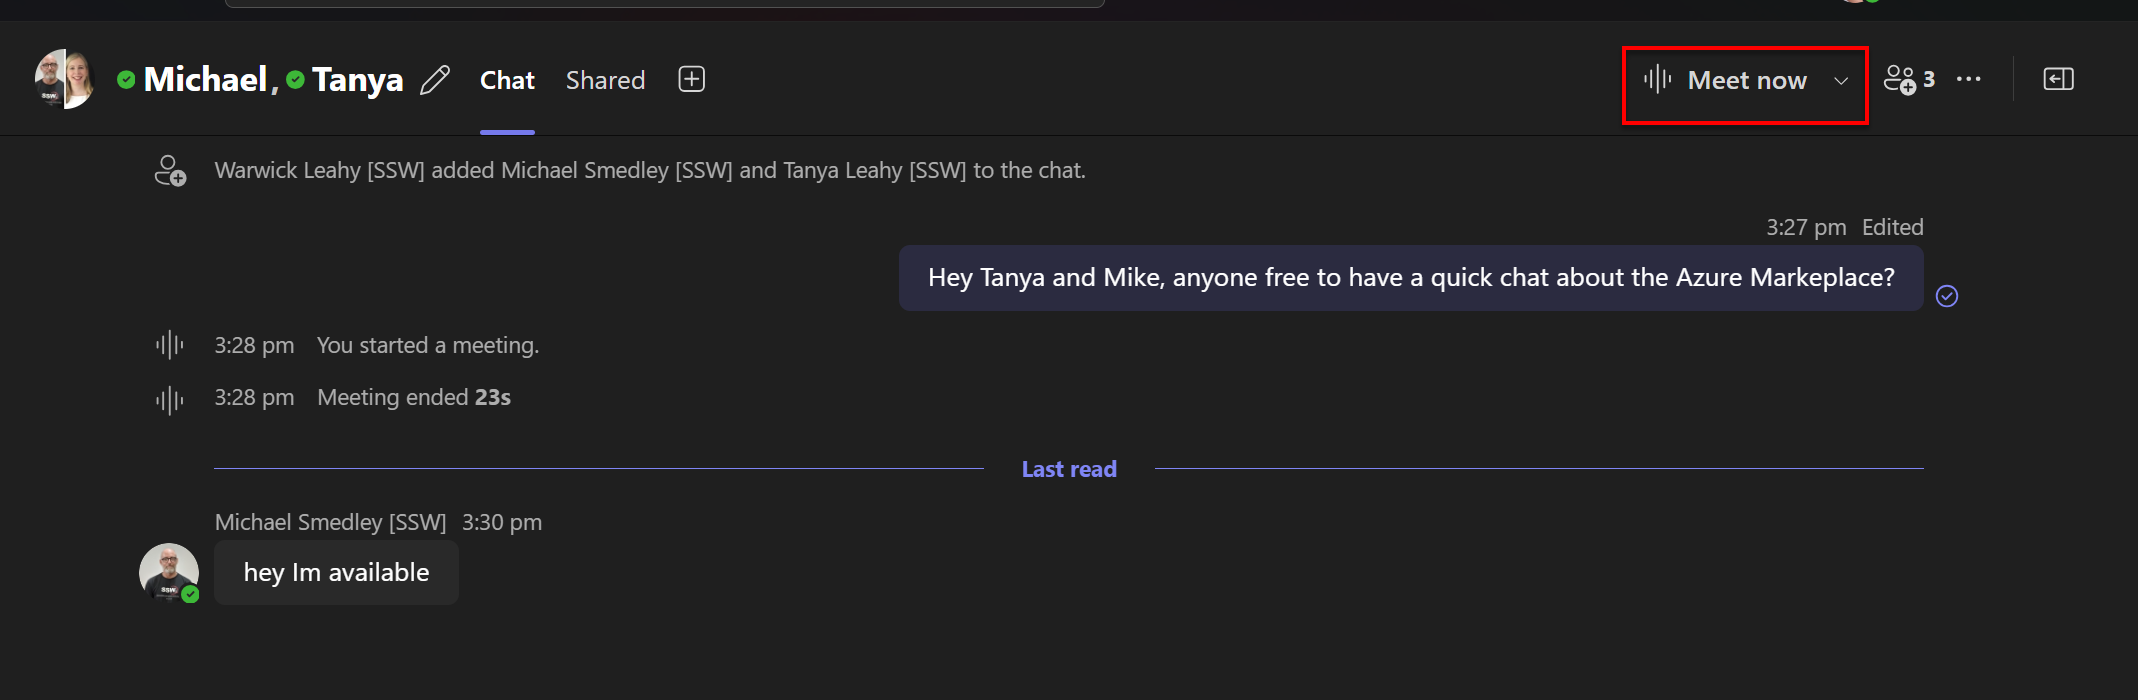 Michael, Tanya Chat Shared Meet now 3
Warwick Leahy [SSW] added Michael Smedley [SSW] and Tanya Leahy [SSW] to the chat.
3:27 pm Edited
Hey Tanya and Mike, anyone free to have a quick chat about the Azure Markeplace?
3:28 pm You started a meeting.
3:28 pm Meeting ended 23s
Last read
Michael Smedley [SSW] 3:30 pm
hey Im available